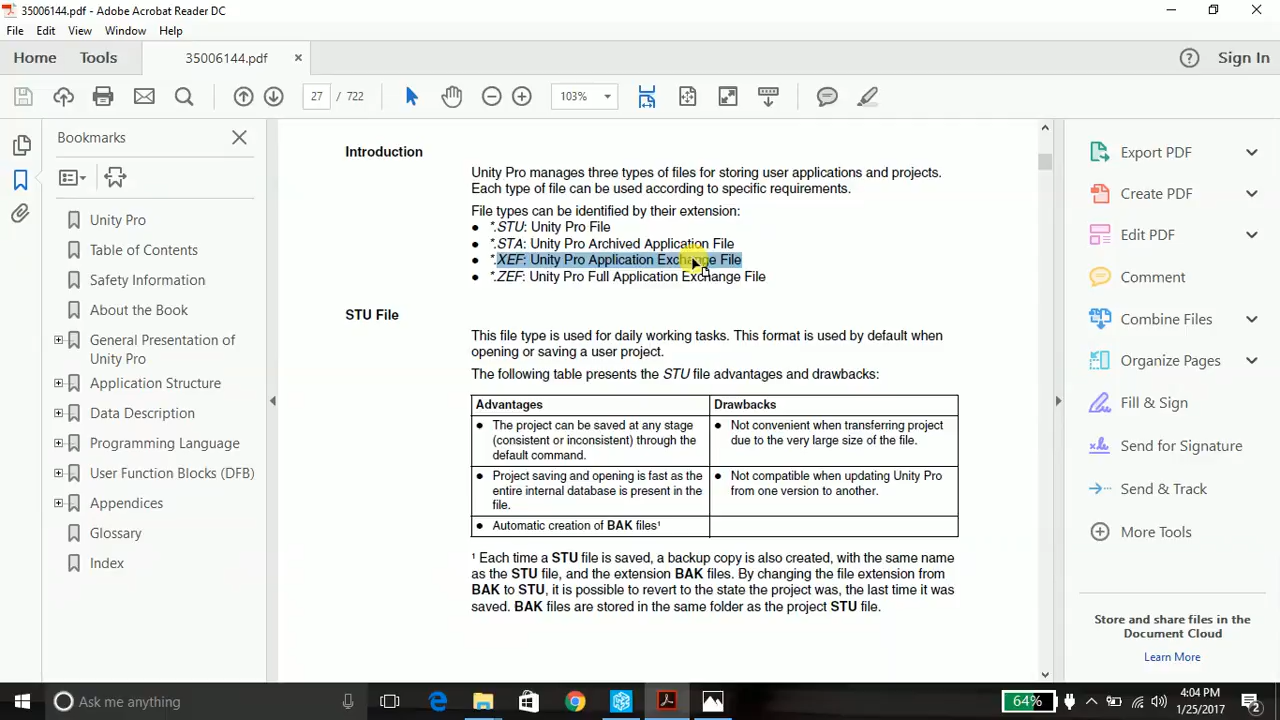 35006144.pdf - Adobe Acrobat Reader DC
File Edit View Window Help
Home Tools 35006144.pdf × Sign In
27 / 722 103%
Bookmarks
Unity Pro
Table of Contents
Safety Information
About the Book
General Presentation of
Unity Pro
Application Structure
Data Description
Programming Language
User Function Blocks (DFB)
Appendices
Glossary
Index
Introduction
Unity Pro manages three types of files for storing user applications and projects.
Each type of file can be used according to specific requirements.
File types can be identified by their extension:
● *.STU: Unity Pro File
● *.STA: Unity Pro Archived Application File
● *.XEF: Unity Pro Application Exchange File
● *.ZEF: Unity Pro Full Application Exchange File
STU File
This file type is used for daily working tasks. This format is used by default when
opening or saving a user project.
The following table presents the STU file advantages and drawbacks:
Advantages Drawbacks
● The project can be saved at any stage
(consistent or inconsistent) through the
default command.
● Not convenient when transferring project
due to the very large size of the file.
● Project saving and opening is fast as the
entire internal database is present in the
file.
● Not compatible when updating Unity Pro
from one version to another.
● Automatic creation of BAK files¹
¹ Each time a STU file is saved, a backup copy is also created, with the same name
as the STU file, and the extension BAK files. By changing the file extension from
BAK to STU, it is possible to revert to the state the project was, the last time it was
saved. BAK files are stored in the same folder as the project STU file.
Export PDF
Create PDF
Edit PDF
Comment
Combine Files
Organize Pages
Fill & Sign
Send for Signature
Send & Track
More Tools
Store and share files in the
Document Cloud
Learn More
Ask me anything
64%
4:04 PM
1/25/2017
2